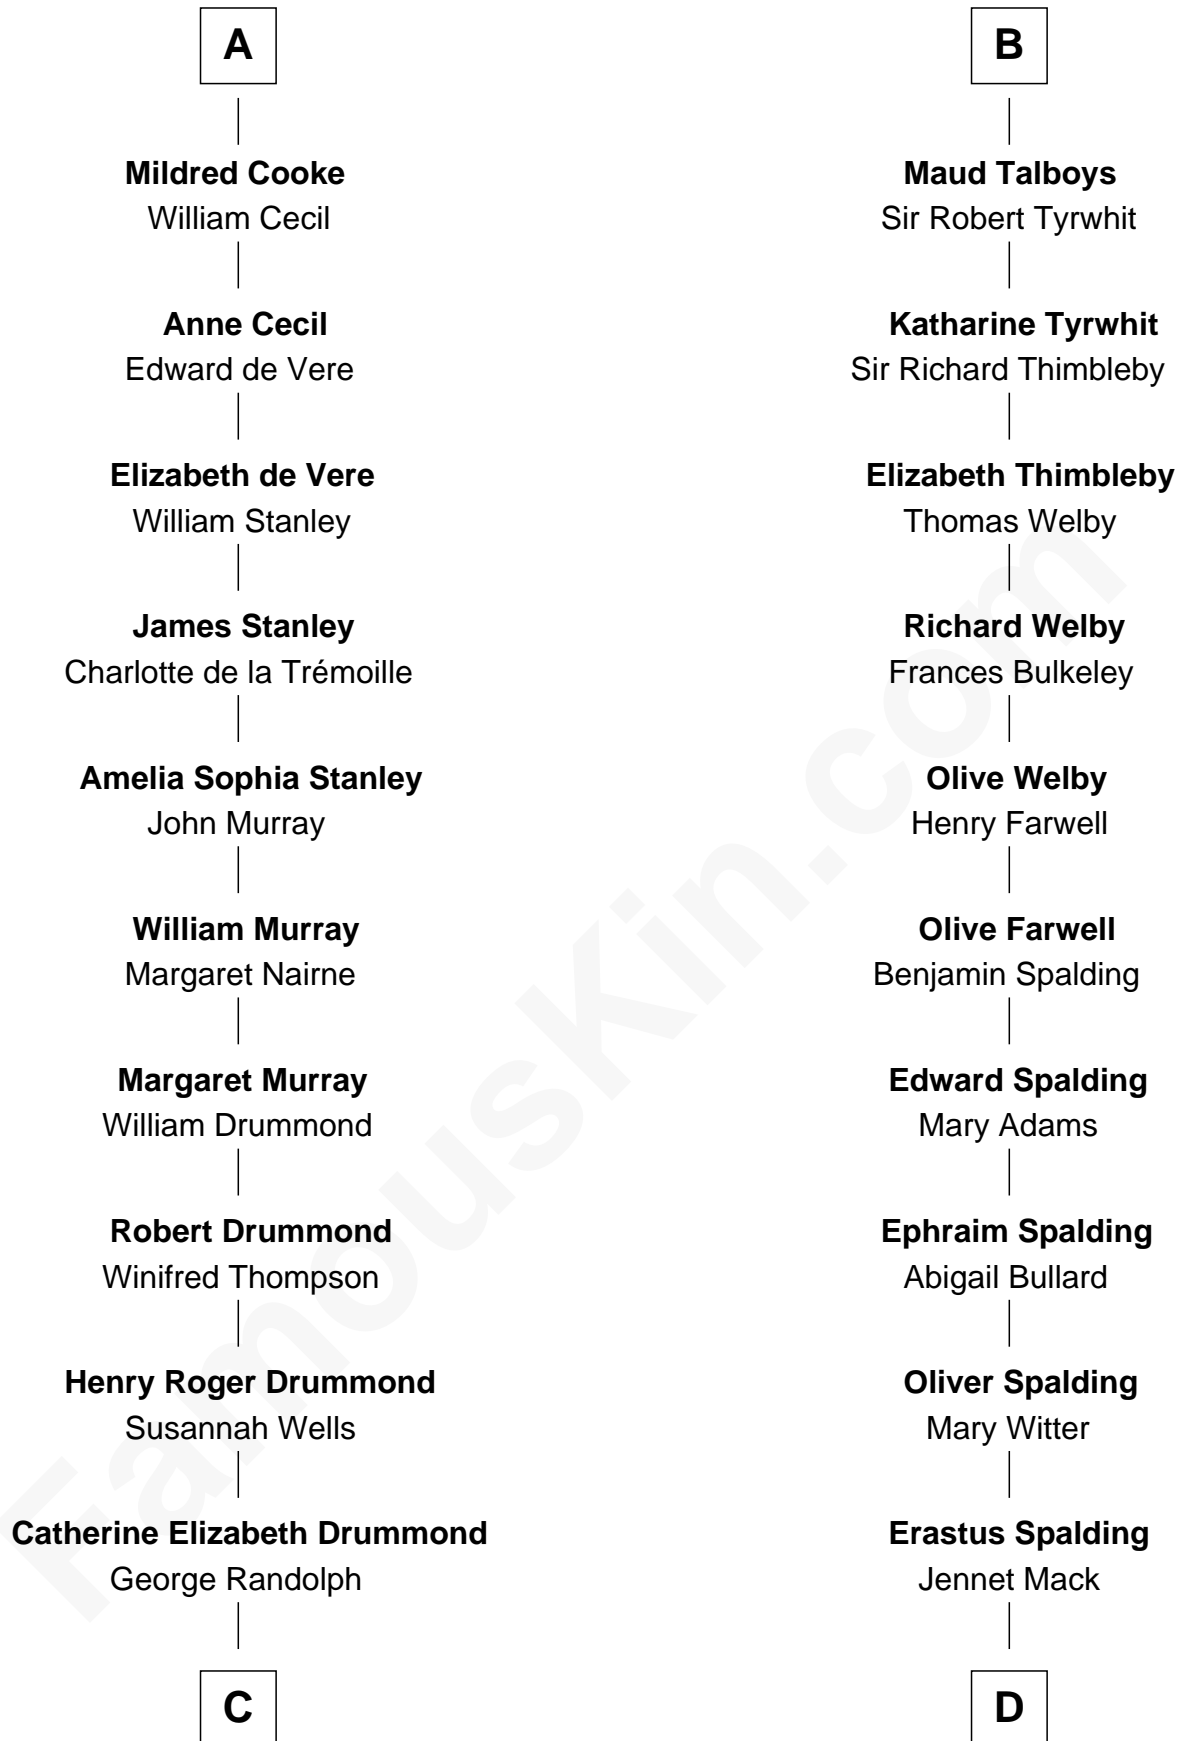 A
Mildred Cooke
William Cecil
Anne Cecil
Edward de Vere
Elizabeth de Vere
William Stanley
James Stanley
Charlotte de la Trémoille
Amelia Sophia Stanley
John Murray
William Murray
Margaret Nairne
Margaret Murray
William Drummond
Robert Drummond
Winifred Thompson
Henry Roger Drummond
Susannah Wells
Catherine Elizabeth Drummond
George Randolph
C
B
Maud Talboys
Sir Robert Tyrwhit
Katharine Tyrwhit
Sir Richard Thimbleby
Elizabeth Thimbleby
Thomas Welby
Richard Welby
Frances Bulkeley
Olive Welby
Henry Farwell
Olive Farwell
Benjamin Spalding
Edward Spalding
Mary Adams
Ephraim Spalding
Abigail Bullard
Oliver Spalding
Mary Witter
Erastus Spalding
Jennet Mack
D
FamousKin.com